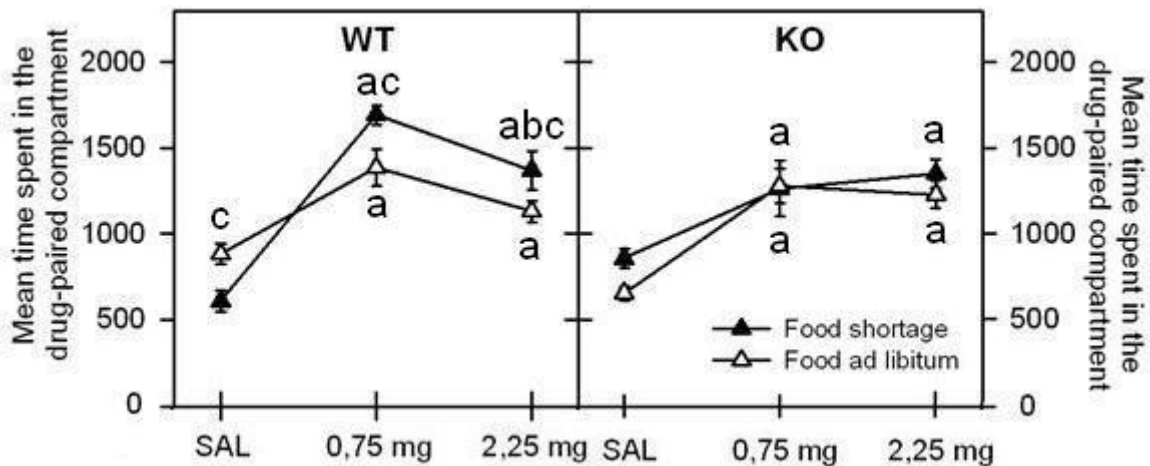 Mean time spent in the
drug-paired compartment
2000
1500
1000
500
0
WT
ac
abc
c
a
a
SAL
0,75 mg
2,25 mg
KO
a
a
a
a
Food shortage
Food ad libitum
SAL
0,75 mg
2,25 mg
2000
1500
1000
500
0
Mean time spent in the
drug-paired compartment